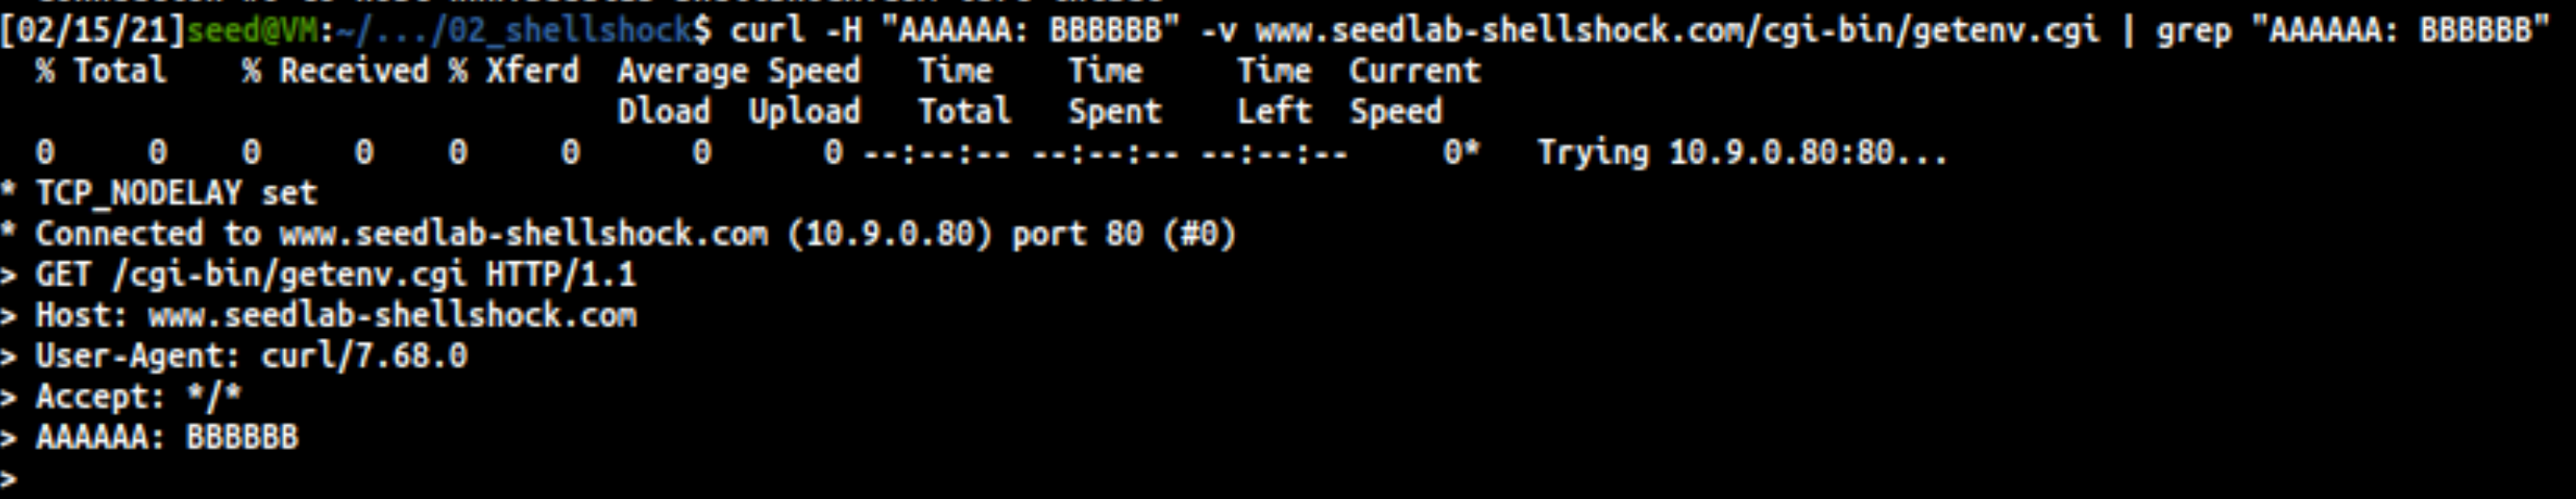 [02/15/21]seed@VM:~/.../02_shellshock$ curl -H "AAAAAA: BBBBBB" -v www.seedlab-shellshock.com/cgi-bin/getenv.cgi | grep "AAAAAA: BBBBBB"
% Total % Received % Xferd Average Speed Time Time Time Current
Dload Upload Total Spent Left Speed
0 0 0 0 0 0 0 0 --:--:-- --:--:-- --:--:-- 0* Trying 10.9.0.80:80...
* TCP_NODELAY set
* Connected to www.seedlab-shellshock.com (10.9.0.80) port 80 (#0)
> GET /cgi-bin/getenv.cgi HTTP/1.1
> Host: www.seedlab-shellshock.com
> User-Agent: curl/7.68.0
> Accept: */*
> AAAAAA: BBBBBB
>